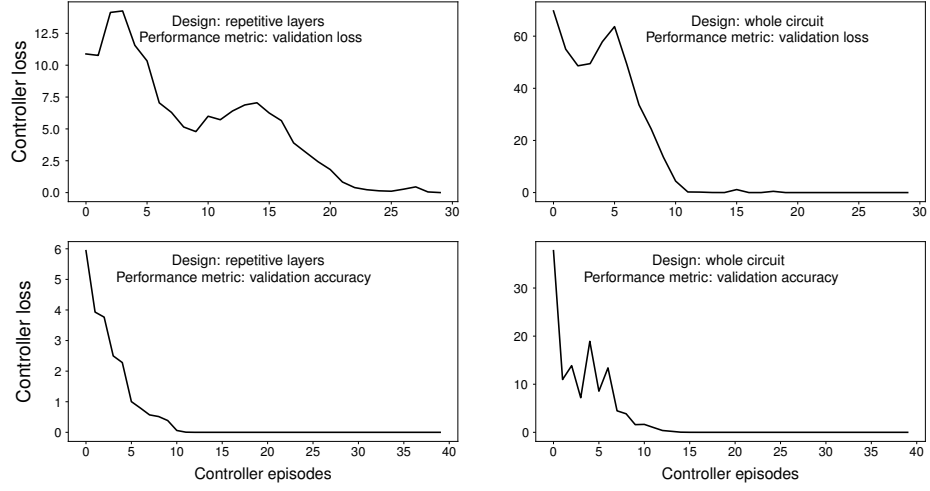 Design: repetitive layers
Performance metric: validation loss
Controller loss
12.5
10.0
7.5
5.0
2.5
0.0
0 5 10 15 20 25 30
Design: whole circuit
Performance metric: validation loss
60
40
20
0
0 5 10 15 20 25 30
Design: repetitive layers
Performance metric: validation accuracy
Controller loss
6
5
4
3
2
1
0
0 5 10 15 20 25 30 35 40
Controller episodes
Design: whole circuit
Performance metric: validation accuracy
30
20
10
0
0 5 10 15 20 25 30 35 40
Controller episodes